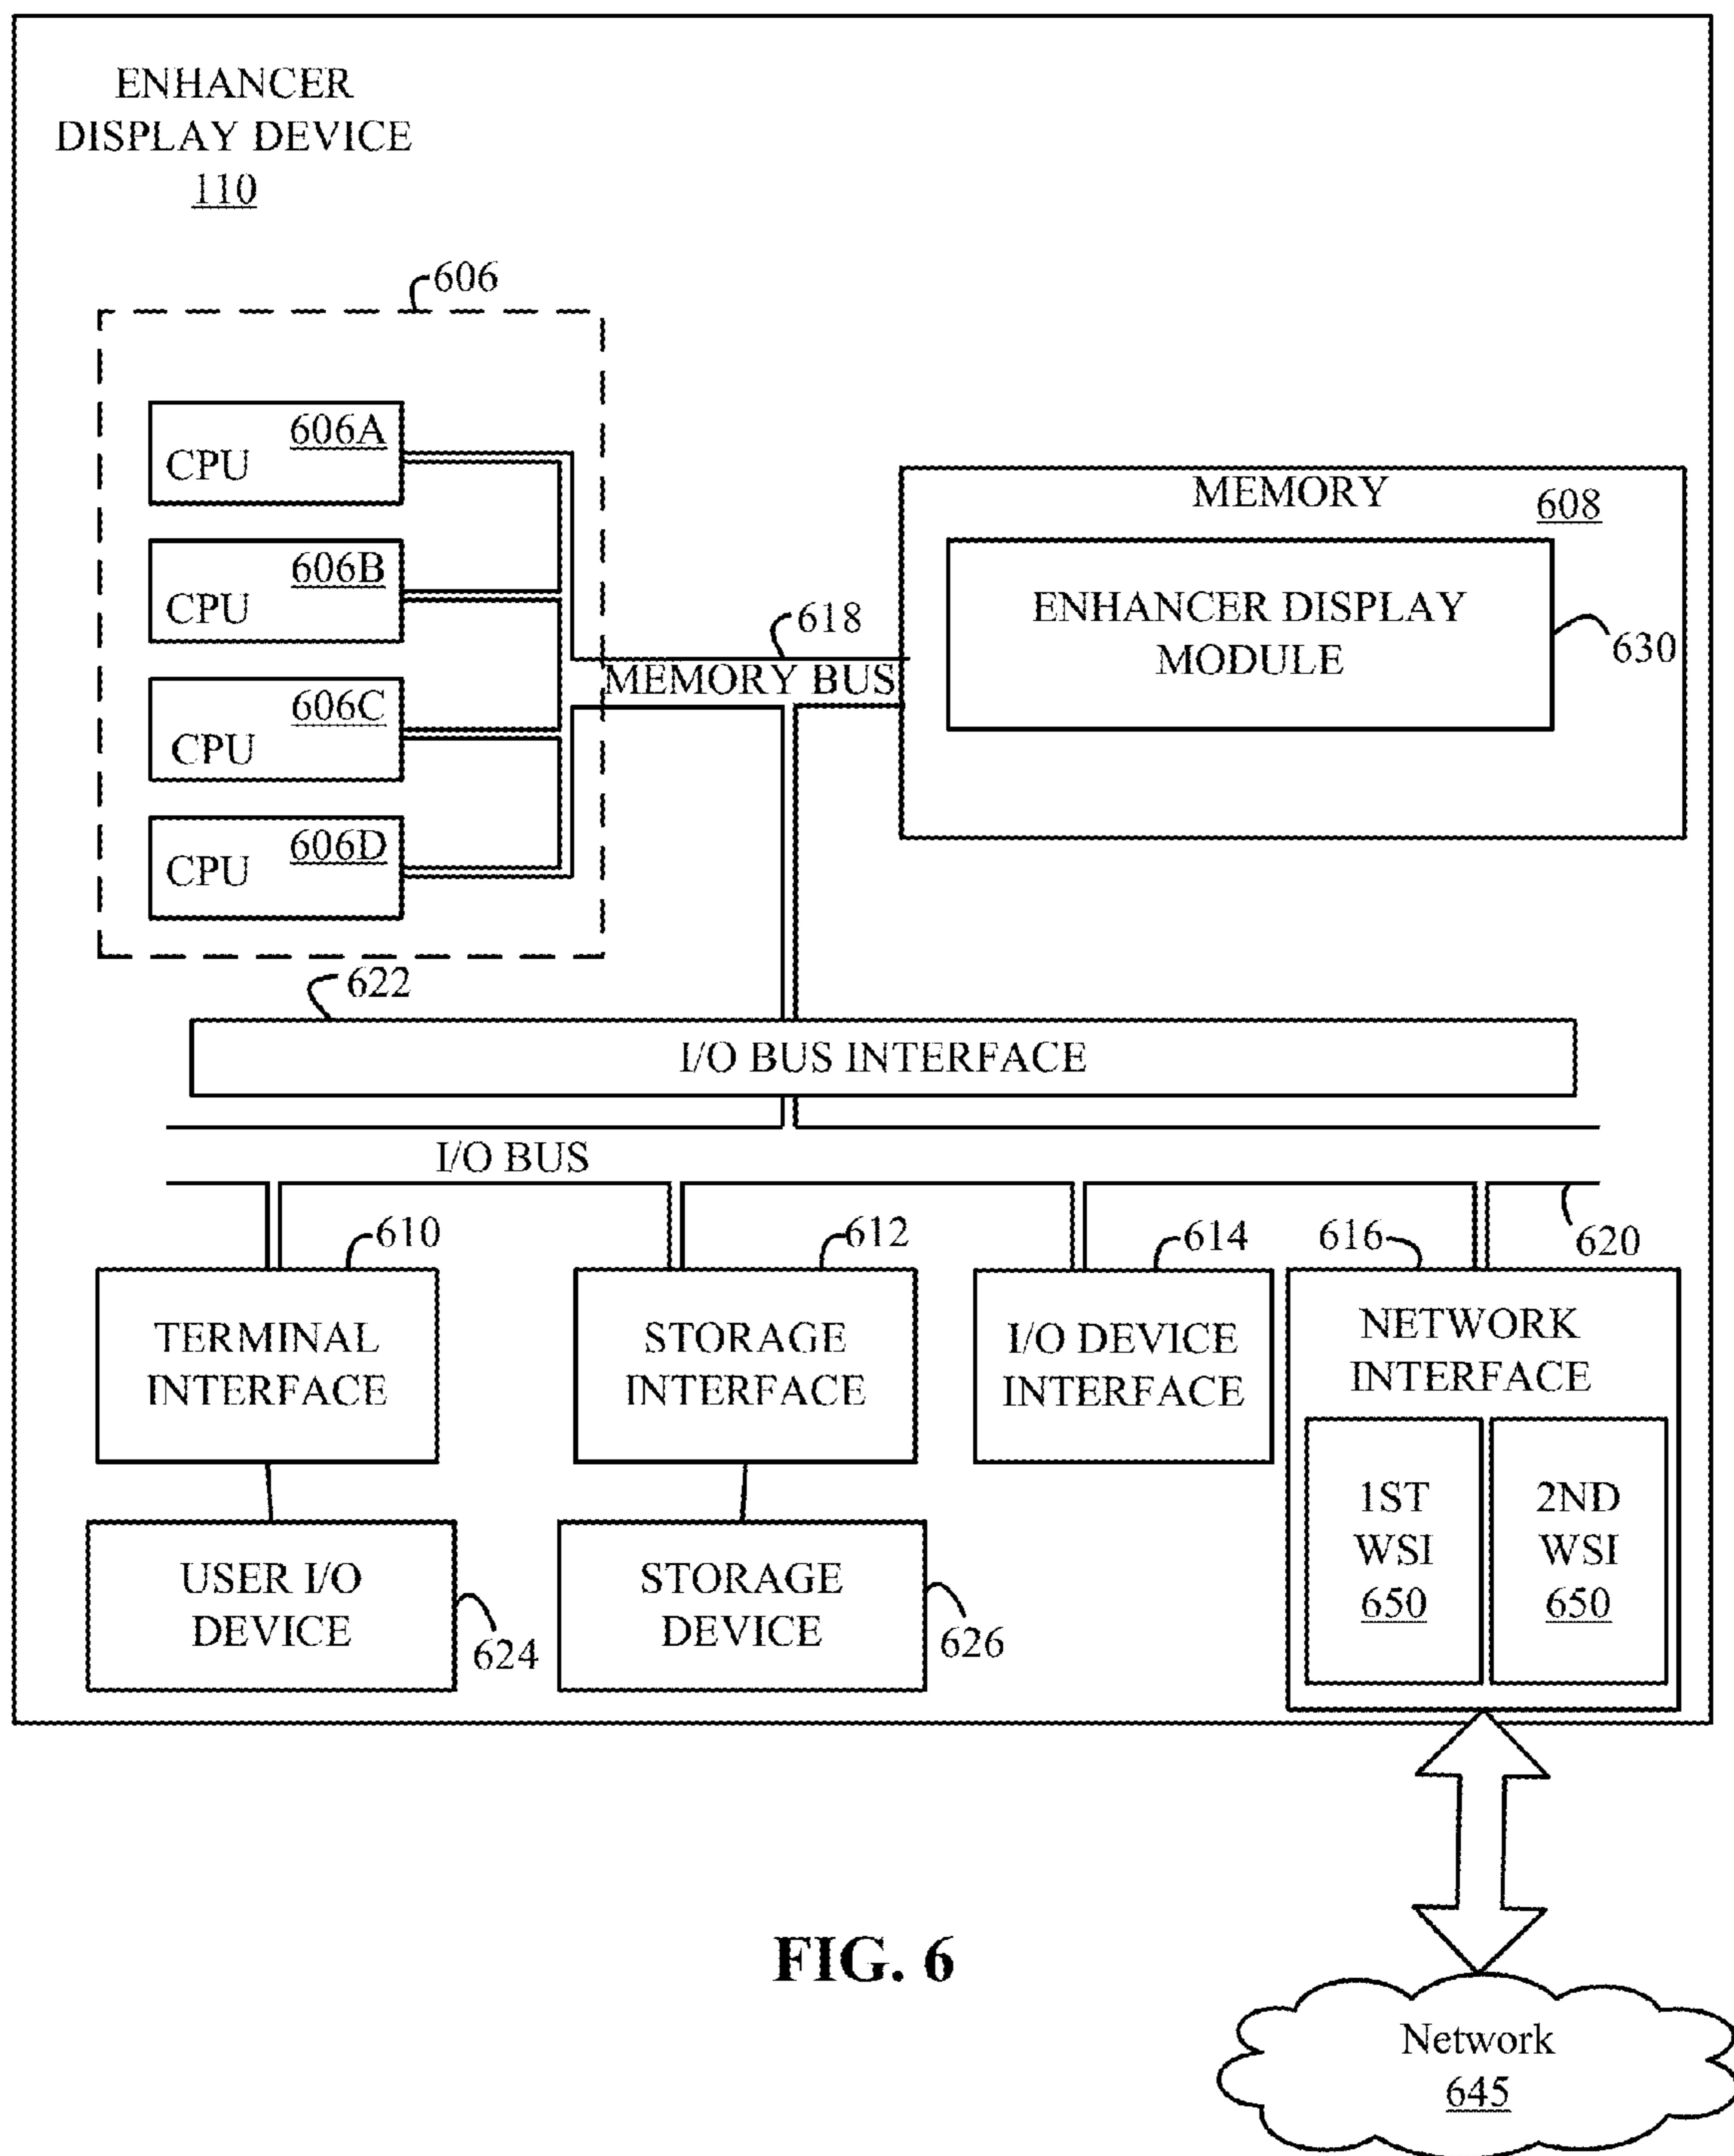 ENHANCER
DISPLAY DEVICE
110
606
606A
CPU
606B
CPU
606C
CPU
606D
CPU
MEMORY
608
ENHANCER DISPLAY
MODULE
630
618
MEMORY BUS
622
I/O BUS INTERFACE
I/O BUS
610
612
614
616
620
TERMINAL
INTERFACE
STORAGE
INTERFACE
I/O DEVICE
INTERFACE
NETWORK
INTERFACE
1ST
WSI
650
2ND
WSI
650
USER I/O
DEVICE
624
STORAGE
DEVICE
626
FIG. 6
Network
645